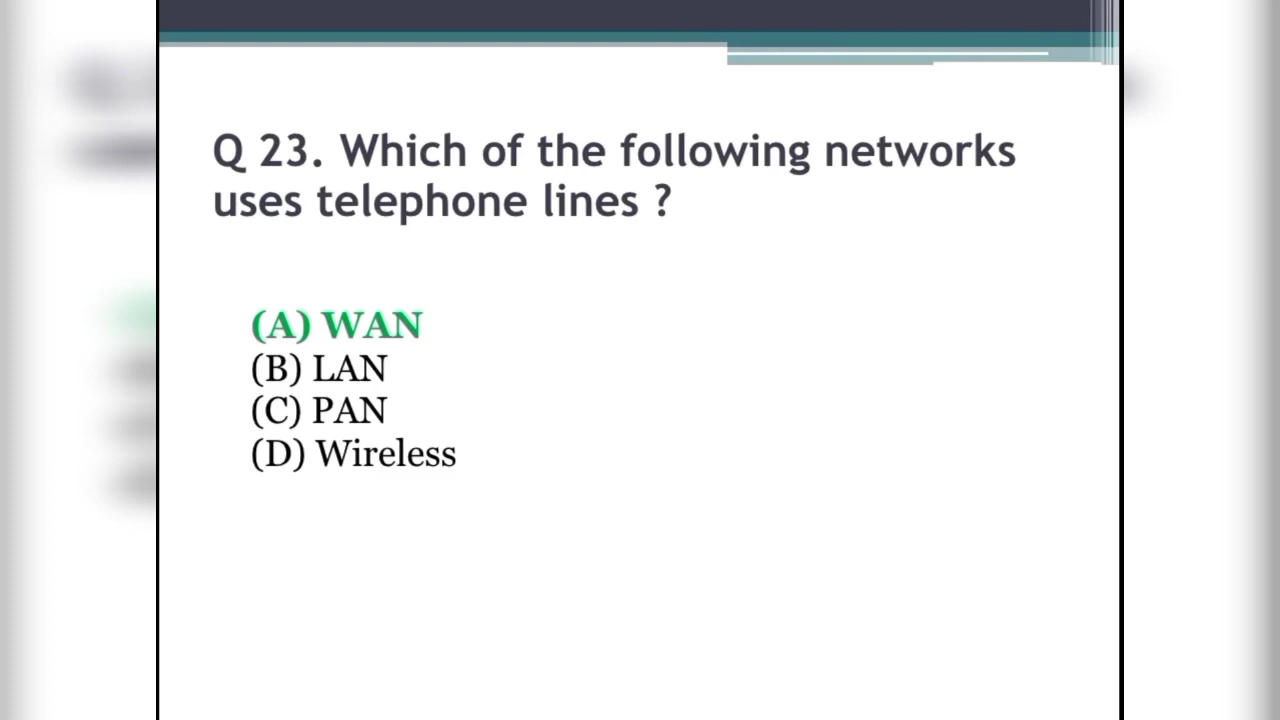 Q 23. Which of the following networks
uses telephone lines ?
(A) WAN
(B) LAN
(C) PAN
(D) Wireless